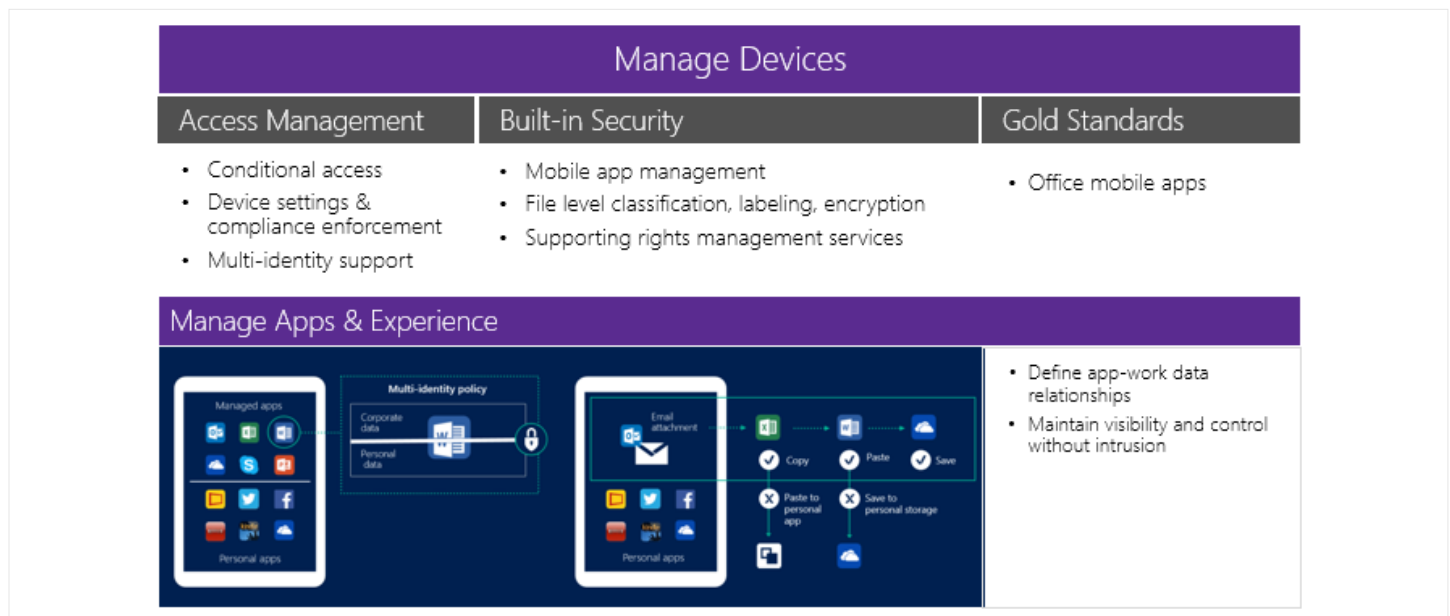 Manage Devices
Access Management
Built-in Security
Gold Standards
• Conditional access
• Device settings &
compliance enforcement
• Multi-identity support
• Mobile app management
• File level classification, labeling, encryption
• Supporting rights management services
• Office mobile apps
Manage Apps & Experience
Managed apps
Personal apps
Multi-identity policy
Corporate
data
Personal
data
Email
attachment
Copy
Paste
Save
Paste to
personal
app
Save to
personal storage
Personal apps
• Define app-work data
relationships
• Maintain visibility and control
without intrusion